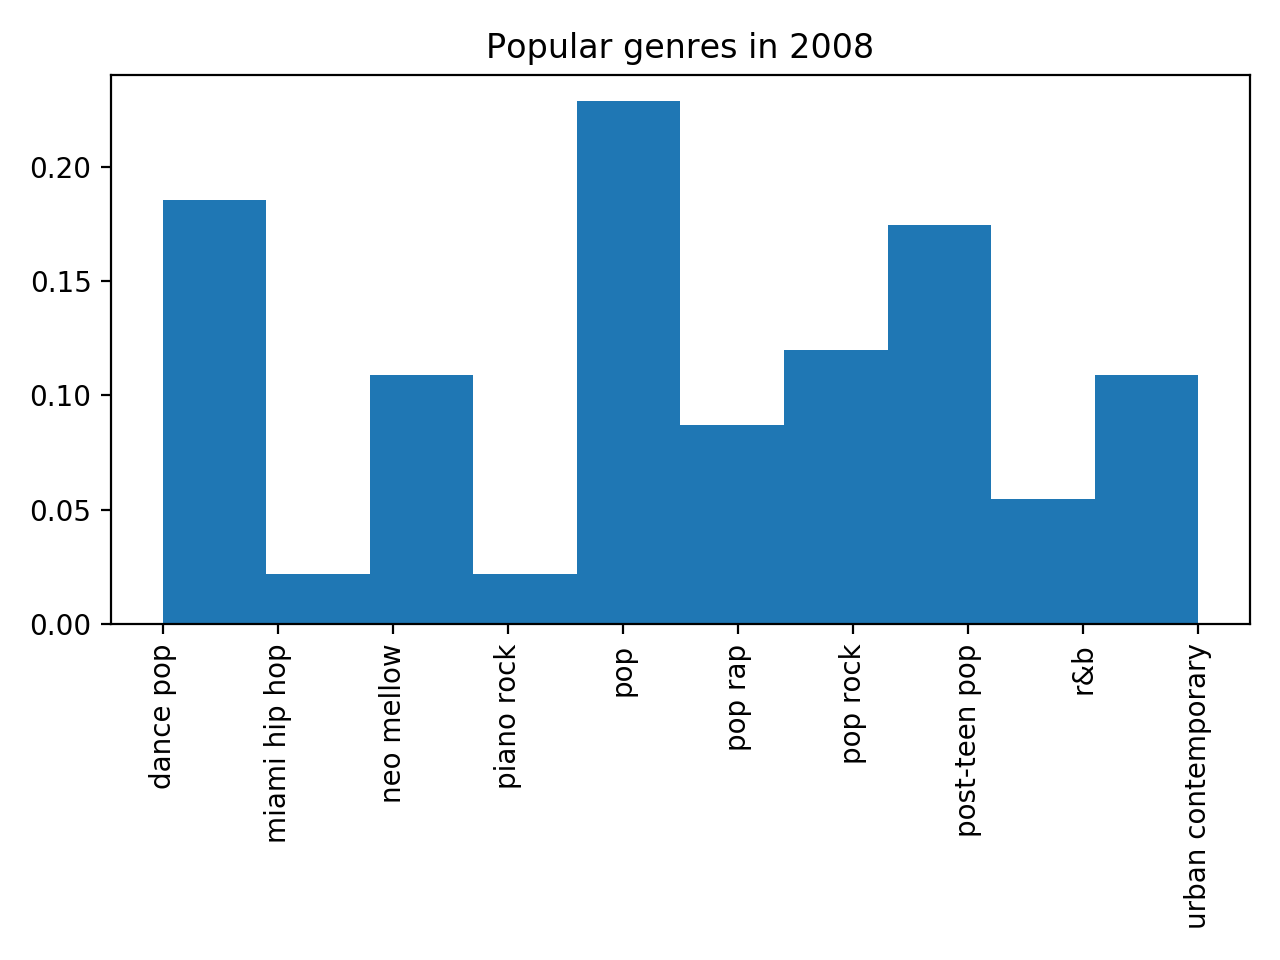 Popular genres in 2008
0.20
0.15
0.10
0.05
0.00
dance pop
miami hip hop
neo mellow
piano rock
pop
pop rap
pop rock
post-teen pop
r&b
urban contemporary